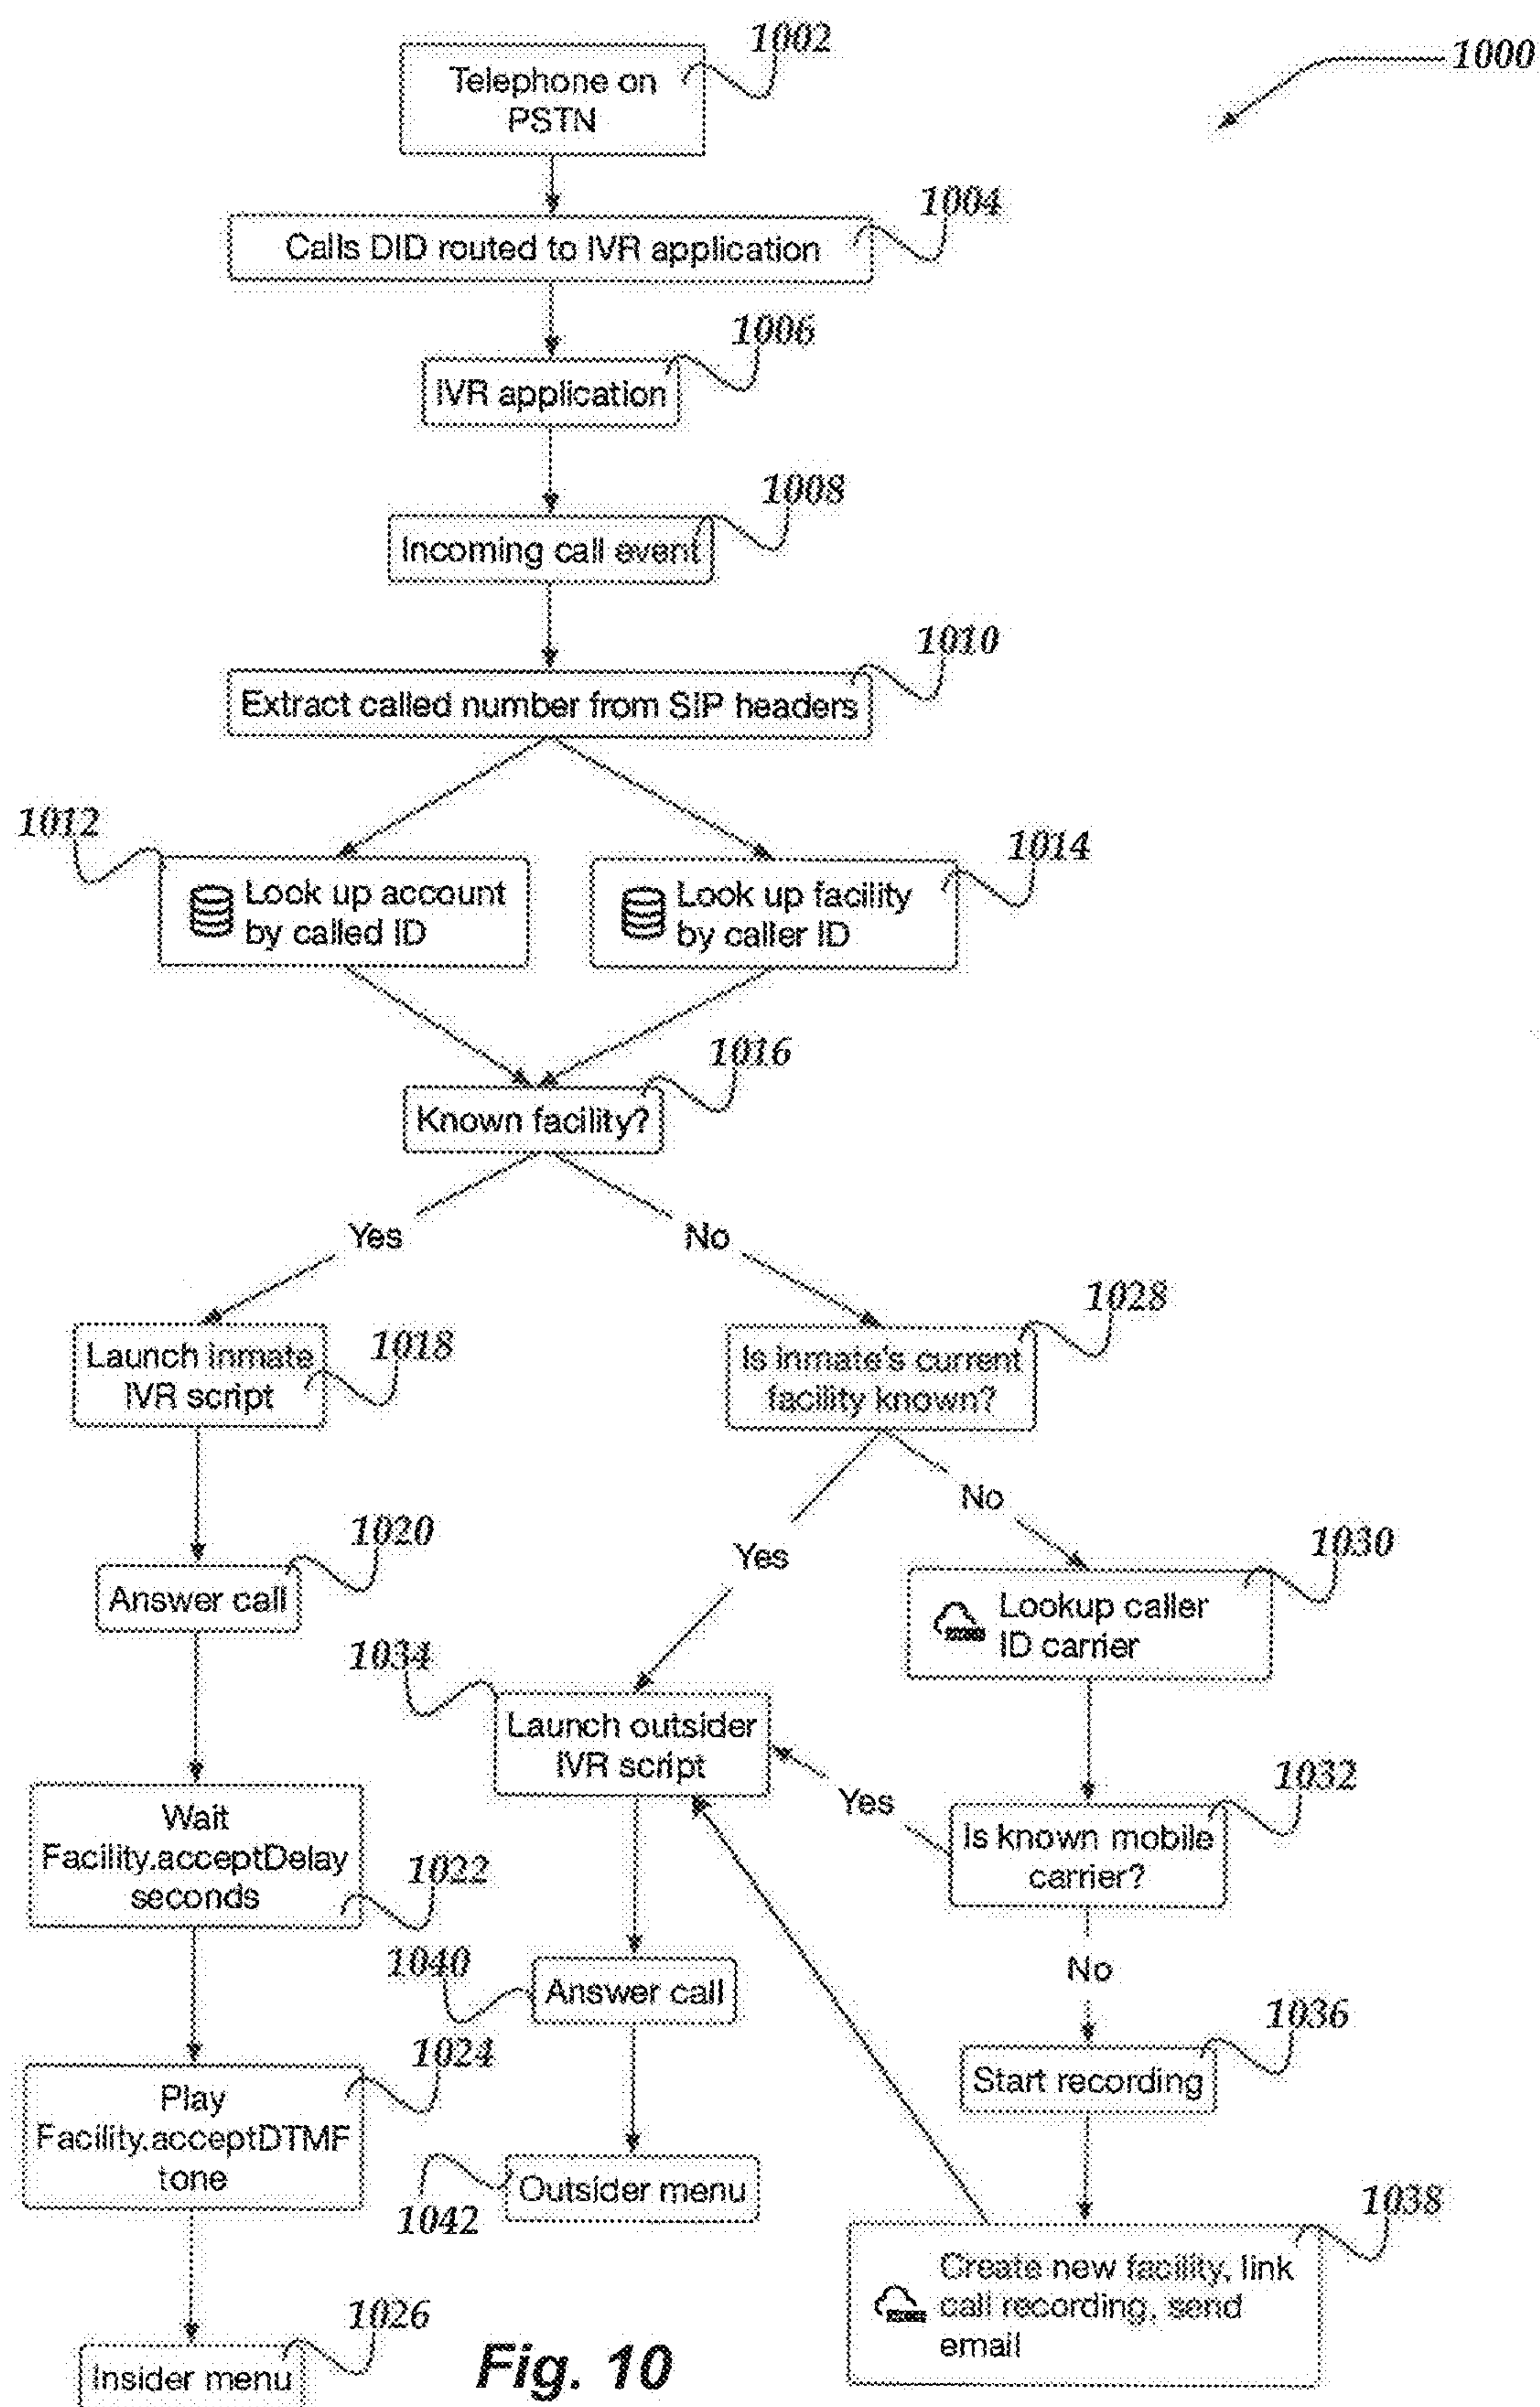 1002
1000
Telephone on
PSTN
1004
Calls DID routed to IVR application
1006
IVR application
1008
Incoming call event
1010
Extract called number from SIP headers
1012
1014
Look up account
by called ID
Look up facility
by caller ID
1016
Known facility?
Yes
No
1018
Launch inmate
IVR script
1028
Is inmate's current
facility known?
No
Yes
1020
Answer call
1030
Lookup caller
ID carrier
1034
Launch outsider
IVR script
Yes
1032
Is known mobile
carrier?
No
Wait
Facility.acceptDelay
seconds
1022
1040
Answer call
1036
Start recording
1024
Play
Facility.acceptDTMF
tone
1042
Outsider menu
1038
Create new facility, link
call recording, send
email
1026
Insider menu
Fig. 10